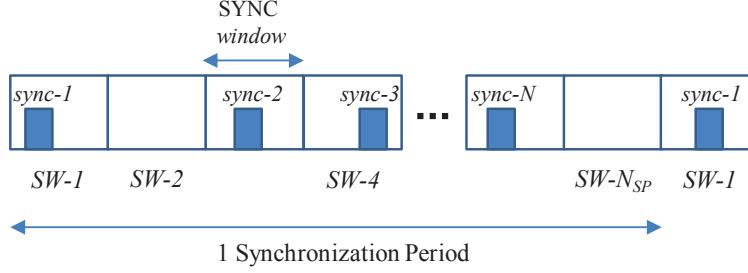 SYNC
window
sync-1 sync-2 sync-3 ... sync-N sync-1
SW-1 SW-2 SW-4 SW-N_SP SW-1
1 Synchronization Period